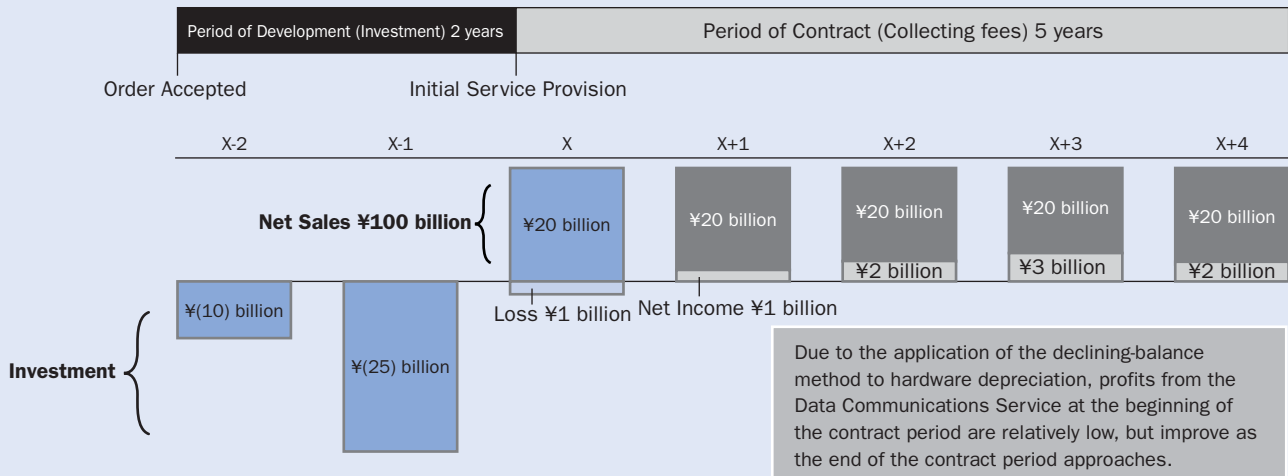 Period of Development (Investment) 2 years
Period of Contract (Collecting fees) 5 years
Order Accepted
Initial Service Provision
X-2
X-1
X
X+1
X+2
X+3
X+4
Net Sales ¥100 billion
¥20 billion
¥20 billion
¥20 billion
¥20 billion
¥20 billion
¥2 billion
¥3 billion
¥2 billion
Loss ¥1 billion
Net Income ¥1 billion
¥(10) billion
¥(25) billion
Investment
Due to the application of the declining-balance
method to hardware depreciation, profits from the
Data Communications Service at the beginning of
the contract period are relatively low, but improve as
the end of the contract period approaches.